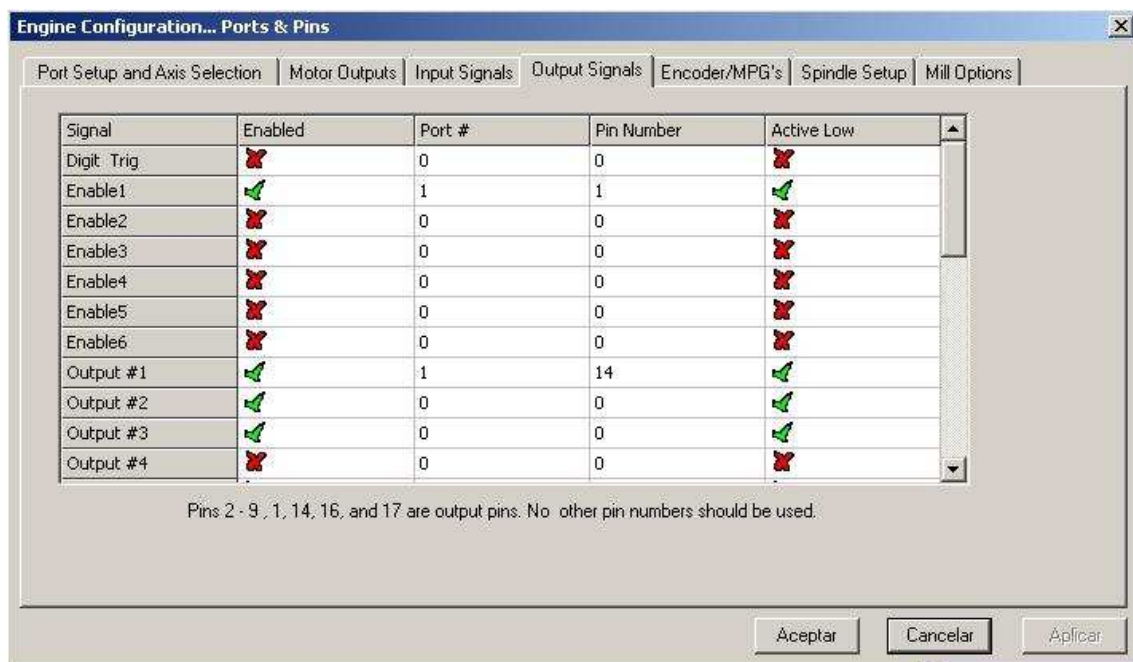 Engine Configuration... Ports & Pins
Port Setup and Axis Selection Motor Outputs Input Signals Output Signals Encoder/MPG's Spindle Setup Mill Options
Signal Enabled Port # Pin Number Active Low
Digit Trig 0 0
Enable1 1 1
Enable2 0 0
Enable3 0 0
Enable4 0 0
Enable5 0 0
Enable6 0 0
Output #1 1 14
Output #2 0 0
Output #3 0 0
Output #4 0 0
Pins 2 - 9 , 1, 14, 16, and 17 are output pins. No other pin numbers should be used.
Aceptar Cancelar Aplicar